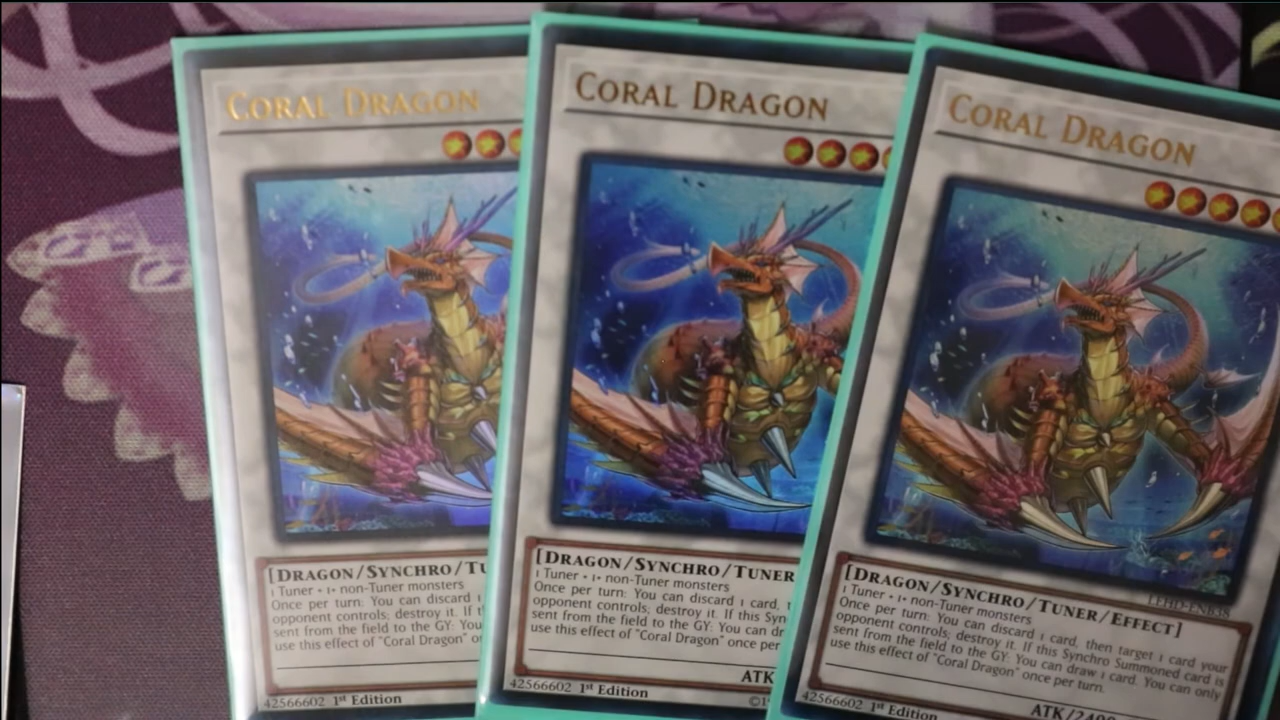 CORAL DRAGON
[DRAGON/SYNCHRO/TU
1 Tuner + 1+ non-Tuner monsters
Once per turn: You can discard
opponent controls; destroy it. If
sent from the field to the GY: You
use this effect of "Coral Dragon"
42566602 1st Edition
CORAL DRAGON
[DRAGON/SYNCHRO/TUNER
1 Tuner + 1+ non-Tuner monsters
Once per turn: You can discard 1 card,
opponent controls; destroy it. If this Syn
sent from the field to the GY: You can dr
use this effect of "Coral Dragon" once per
ATK
42566602 1st Edition
CORAL DRAGON
[DRAGON/SYNCHRO/TUNER/EFFECT]
1 Tuner + 1+ non-Tuner monsters
Once per turn: You can discard 1 card, then target 1 card your
opponent controls; destroy it. If this Synchro Summoned card is
sent from the field to the GY: You can draw 1 card. You can only
use this effect of "Coral Dragon" once per turn.
ATK/2400
42566602 1st Edition